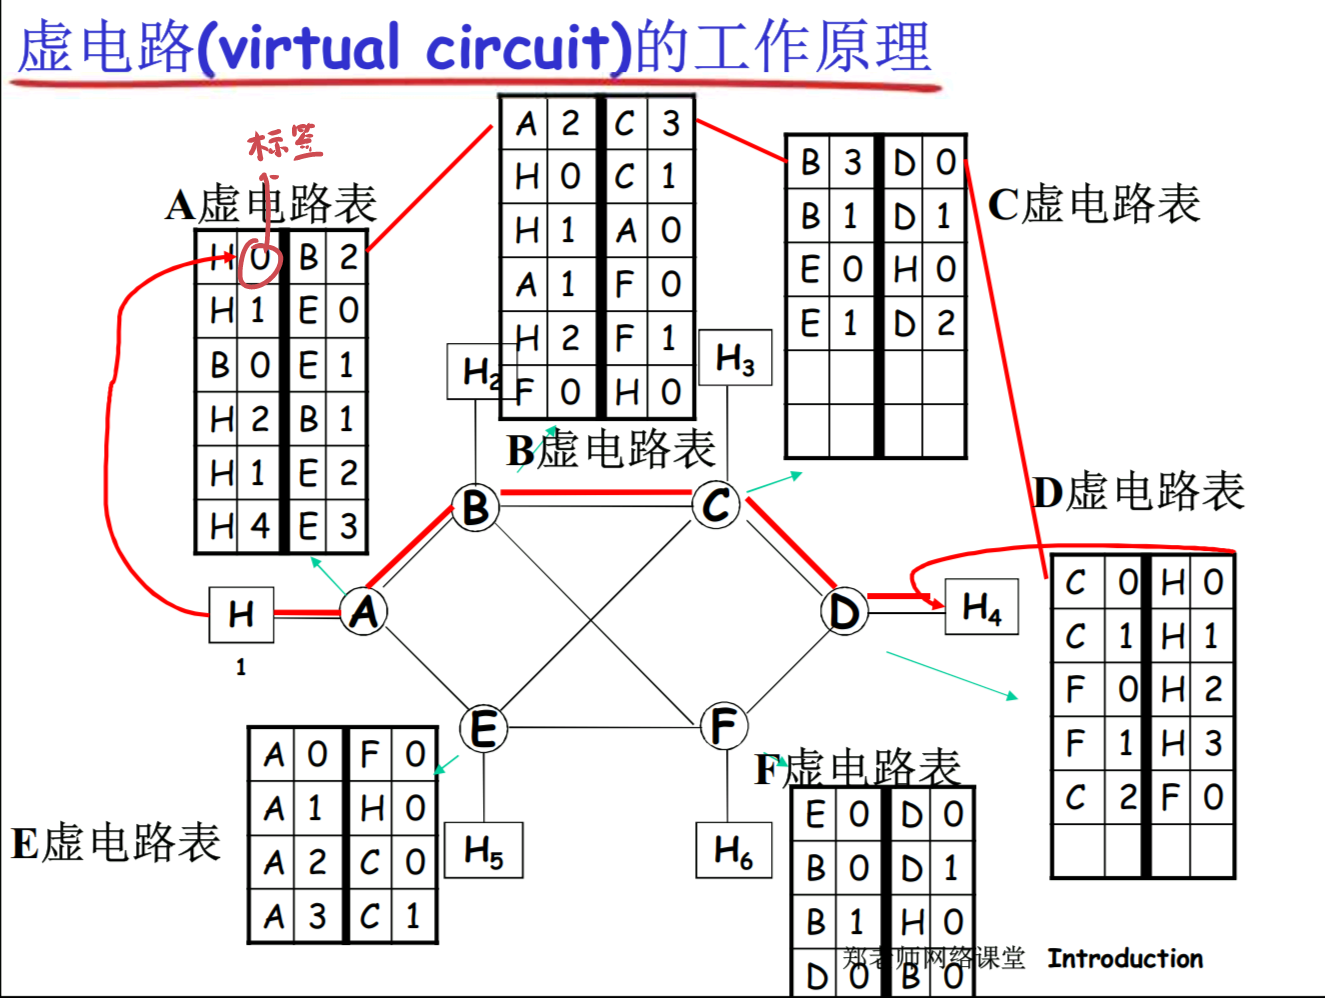 虚电路(virtual circuit)的工作原理
标签
A虚电路表
H 0 B 2
H 1 E 0
B 0 E 1
H 2 B 1
H 1 E 2
H 4 E 3
A 2 C 3
H 0 C 1
H 1 A 0
A 1 F 0
H 2 F 1
F 0 H 0
B虚电路表
B 3 D 0
B 1 D 1
E 0 H 0
E 1 D 2
C虚电路表
D虚电路表
C 0 H 0
C 1 H 1
F 0 H 2
F 1 H 3
C 2 F 0
H2
H3
B
C
H
1
A
D
H4
E
F
H5
H6
E虚电路表
A 0 F 0
A 1 H 0
A 2 C 0
A 3 C 1
F虚电路表
E 0 D 0
B 0 D 1
B 1 H 0
D 0 B 0
郑老师网络课堂 Introduction